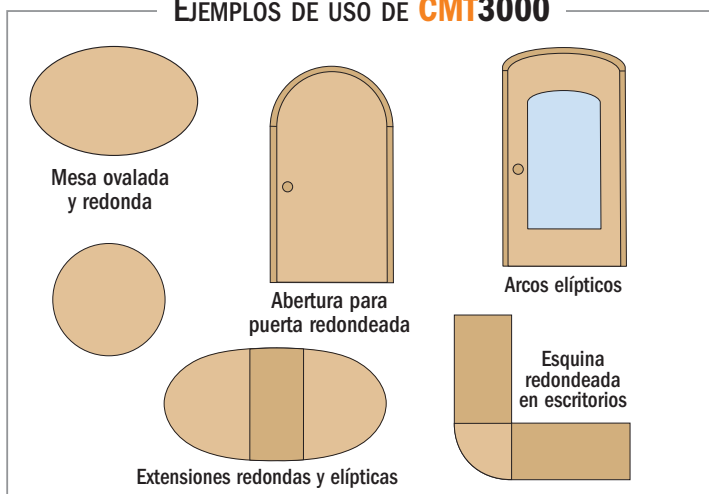 EJEMPLOS DE USO DE CMT3000
Mesa ovalada
y redonda
Abertura para
puerta redondeada
Arcos elípticos
Esquina
redondeada
en escritorios
Extensiones redondas y elípticas